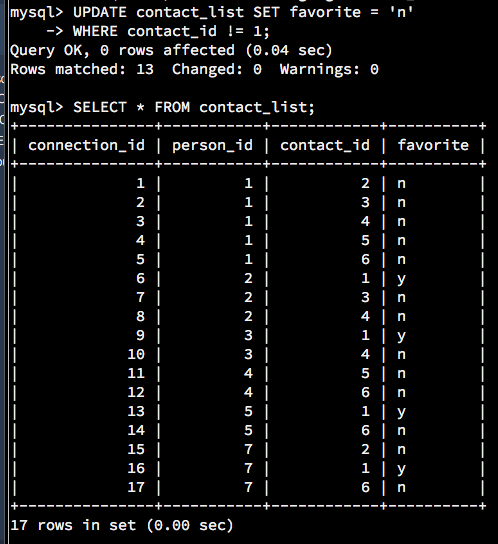 mysql> UPDATE contact_list SET favorite = 'n'
    -> WHERE contact_id != 1;
Query OK, 0 rows affected (0.04 sec)
Rows matched: 13  Changed: 0  Warnings: 0

mysql> SELECT * FROM contact_list;
+---------------+-----------+------------+----------+
| connection_id | person_id | contact_id | favorite |
+---------------+-----------+------------+----------+
|             1 |         1 |          2 | n        |
|             2 |         1 |          3 | n        |
|             3 |         1 |          4 | n        |
|             4 |         1 |          5 | n        |
|             5 |         1 |          6 | n        |
|             6 |         2 |          1 | y        |
|             7 |         2 |          3 | n        |
|             8 |         2 |          4 | n        |
|             9 |         3 |          1 | y        |
|            10 |         3 |          4 | n        |
|            11 |         4 |          5 | n        |
|            12 |         4 |          6 | n        |
|            13 |         5 |          1 | y        |
|            14 |         5 |          6 | n        |
|            15 |         7 |          2 | n        |
|            16 |         7 |          1 | y        |
|            17 |         7 |          6 | n        |
+---------------+-----------+------------+----------+
17 rows in set (0.00 sec)